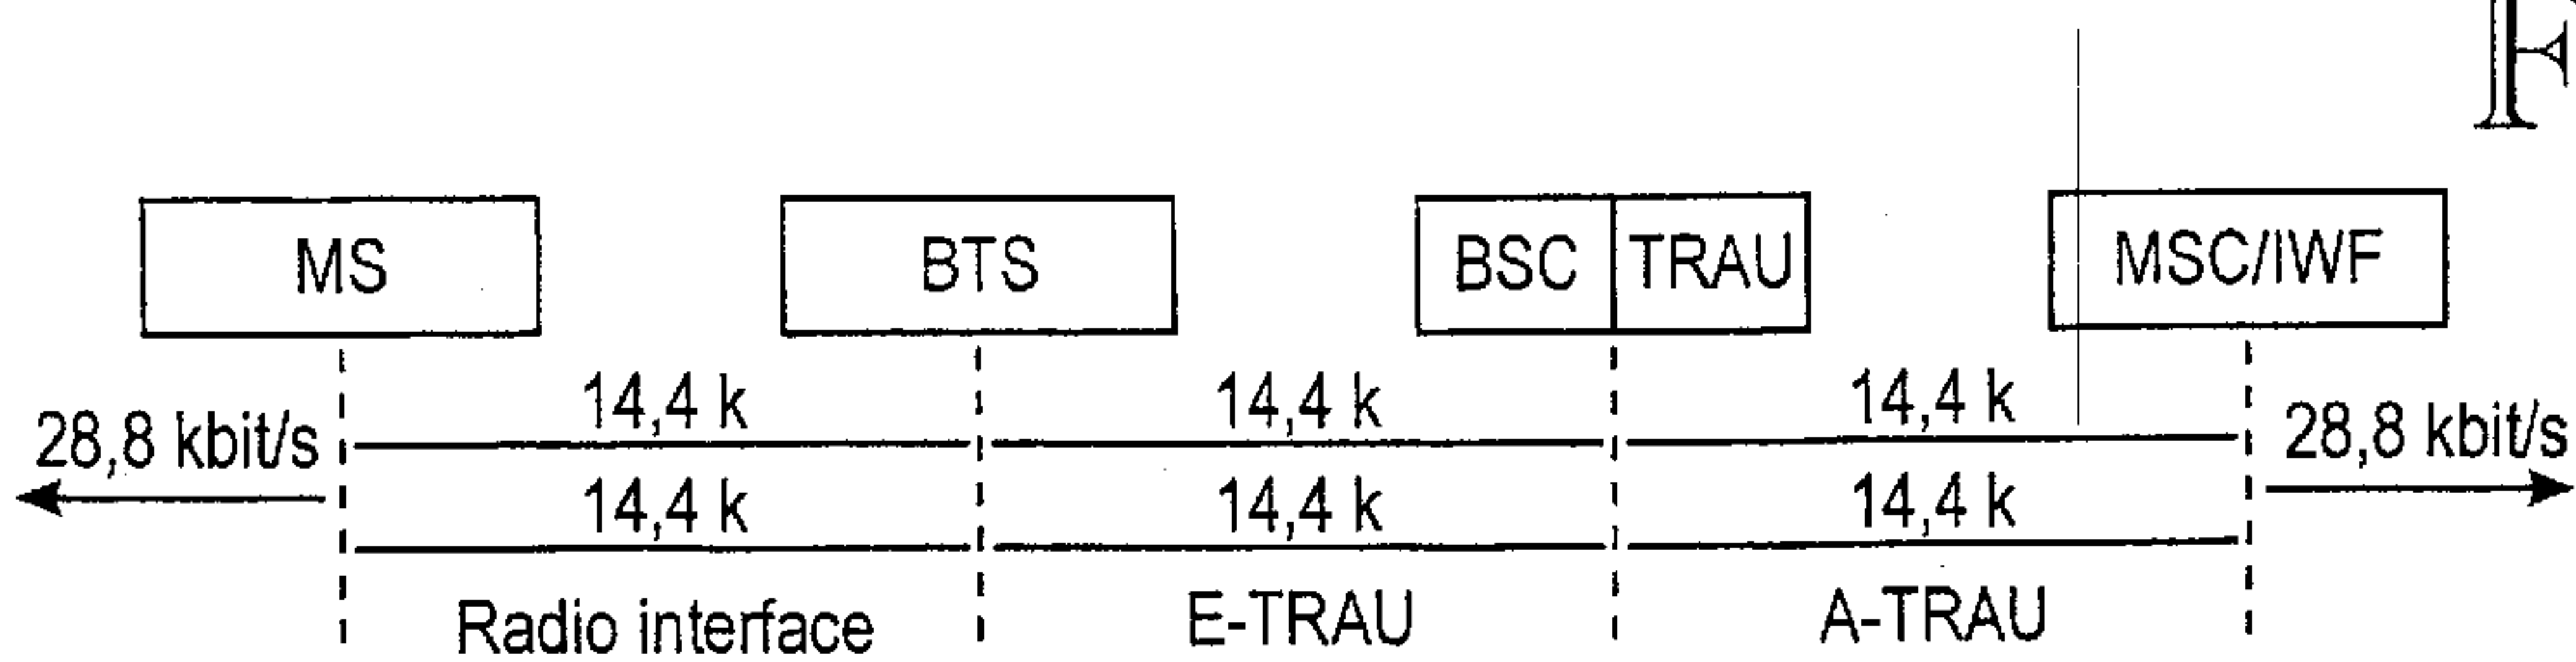 MS BTS BSC TRAU MSC/IWF
14,4 k 14,4 k 14,4 k
28,8 kbit/s 28,8 kbit/s
14,4 k 14,4 k 14,4 k
Radio interface E-TRAU A-TRAU